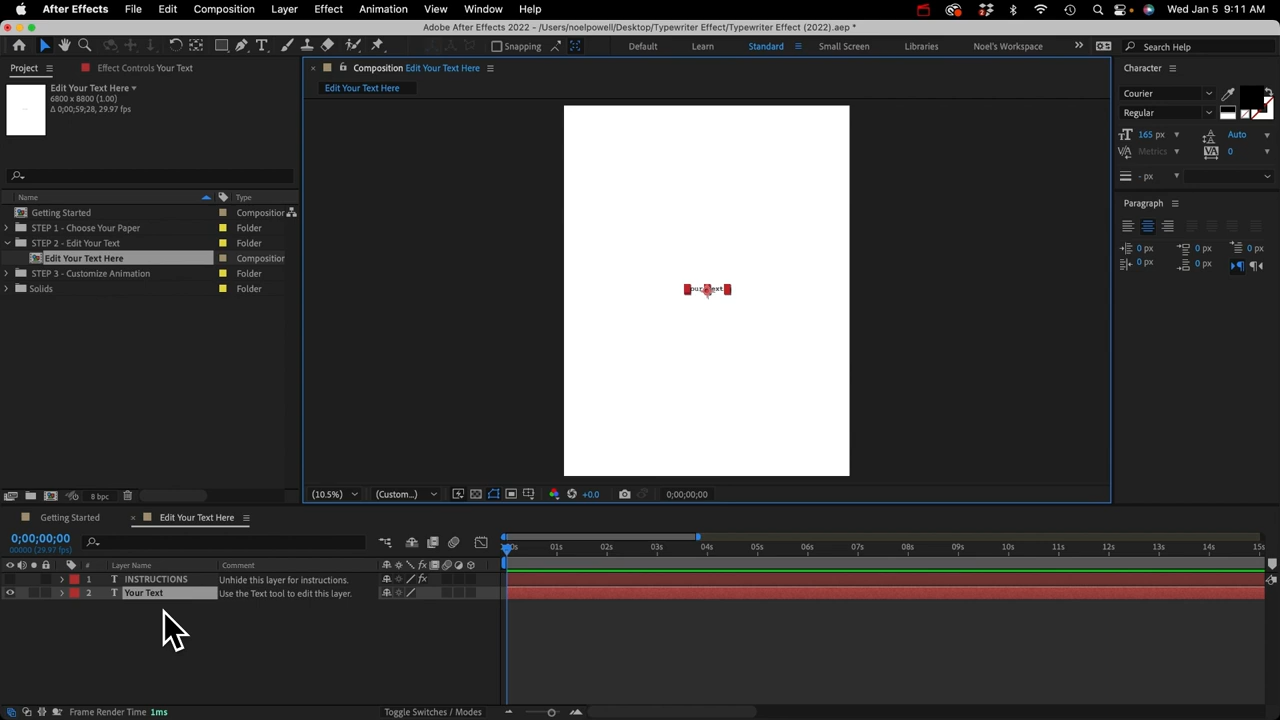 After Effects File Edit Composition Layer Effect Animation View Window Help Wed Jan 5 9:11 AM
Adobe After Effects 2022 - /Users/noelpowell/Desktop/Typewriter Effect/Typewriter Effect (2022).aep *
Snapping Default Learn Standard Small Screen Libraries Noel's Workspace Search Help
Project Effect Controls Your Text
Composition Edit Your Text Here
Character
Edit Your Text Here
6800 x 8800 (1.00)
Δ 0;00;59;28, 29.97 fps
Edit Your Text Here
Courier
Regular
165 px Auto
Metrics 0
- px
Name Type
Getting Started Composition
STEP 1 - Choose Your Paper Folder
STEP 2 - Edit Your Text Folder
Edit Your Text Here Composition
STEP 3 - Customize Animation Folder
Solids Folder
Paragraph
0 px 0 px 0 px
0 px 0 px
8 bpc
(10.5%) (Custom...) +0.0 0;00;00;00
Getting Started Edit Your Text Here
0;00;00;00
00000 (29.97 fps)
01s 02s 03s 04s 05s 06s 07s 08s 09s 10s 11s 12s 13s 14s 15s
# Layer Name Comment
1 T INSTRUCTIONS Unhide this layer for instructions.
2 T Your Text Use the Text tool to edit this layer.
Frame Render Time 1ms Toggle Switches / Modes